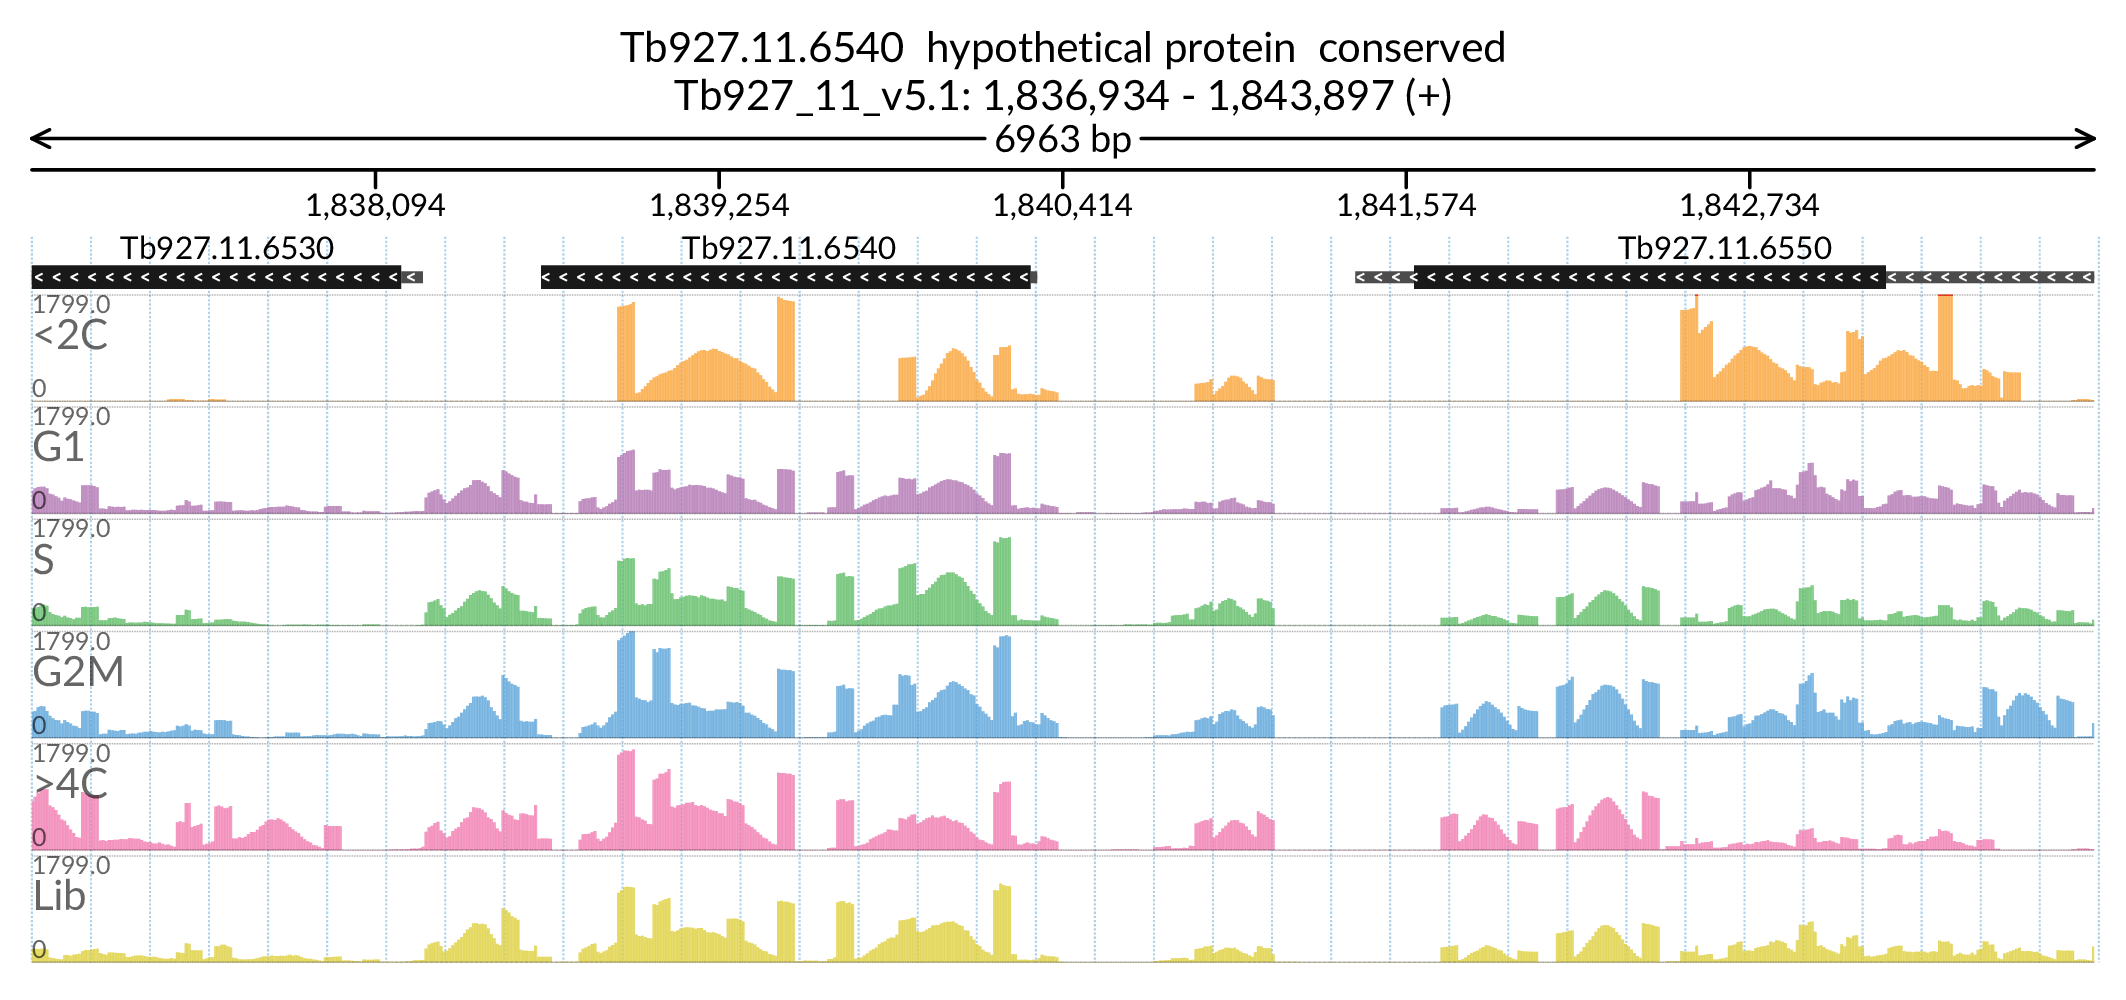 Tb927.11.6540 hypothetical protein conserved
Tb927_11_v5.1: 1,836,934 - 1,843,897 (+)
6963 bp
1,838,094 1,839,254 1,840,414 1,841,574 1,842,734
Tb927.11.6530 Tb927.11.6540 Tb927.11.6550
1799.0
<2C
0
1799.0
G1
0
1799.0
S
0
1799.0
G2M
0
1799.0
>4C
0
1799.0
Lib
0